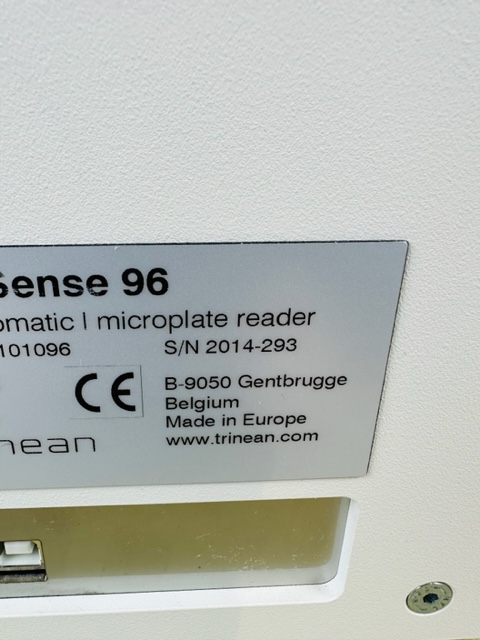 Sense 96
omatic | microplate reader
101096 S/N 2014-293
CE
B-9050 Gentbrugge
Belgium
Made in Europe
nean
www.trinean.com